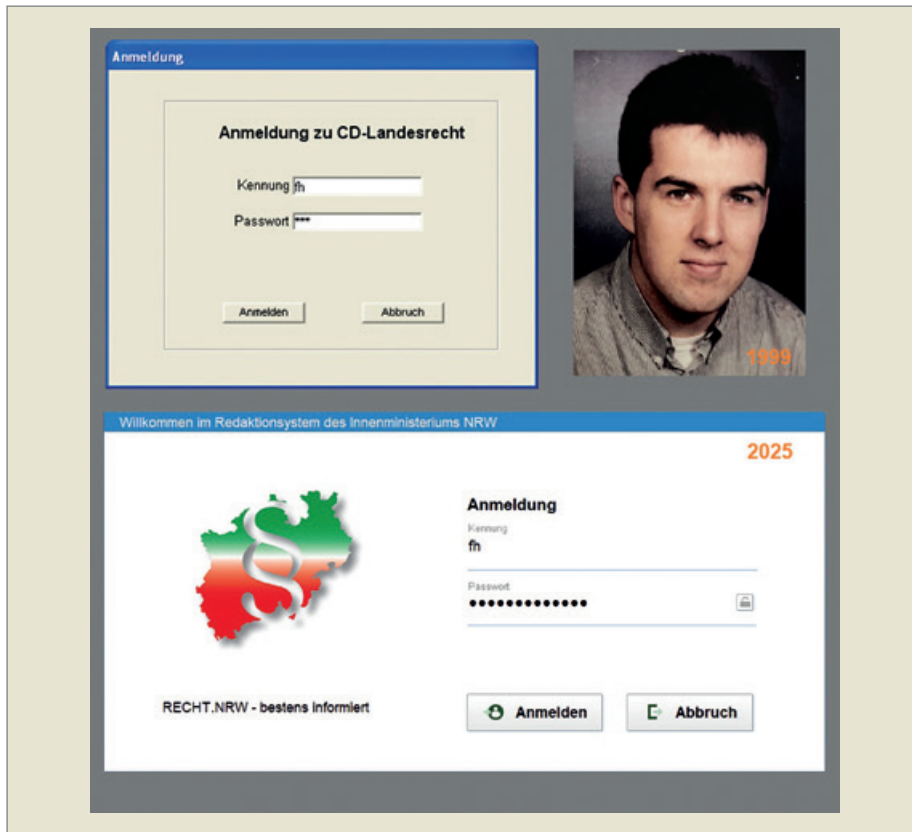 Anmeldung
Anmeldung zu CD-Landesrecht
Kennung fh
Passwort ***
Anmelden Abbruch
1999
Willkommen im Redaktionsystem des Innenministeriums NRW
2025
Anmeldung
Kennung
fh
Passwort
•••••••••••••
§
RECHT.NRW - bestens informiert
Anmelden Abbruch